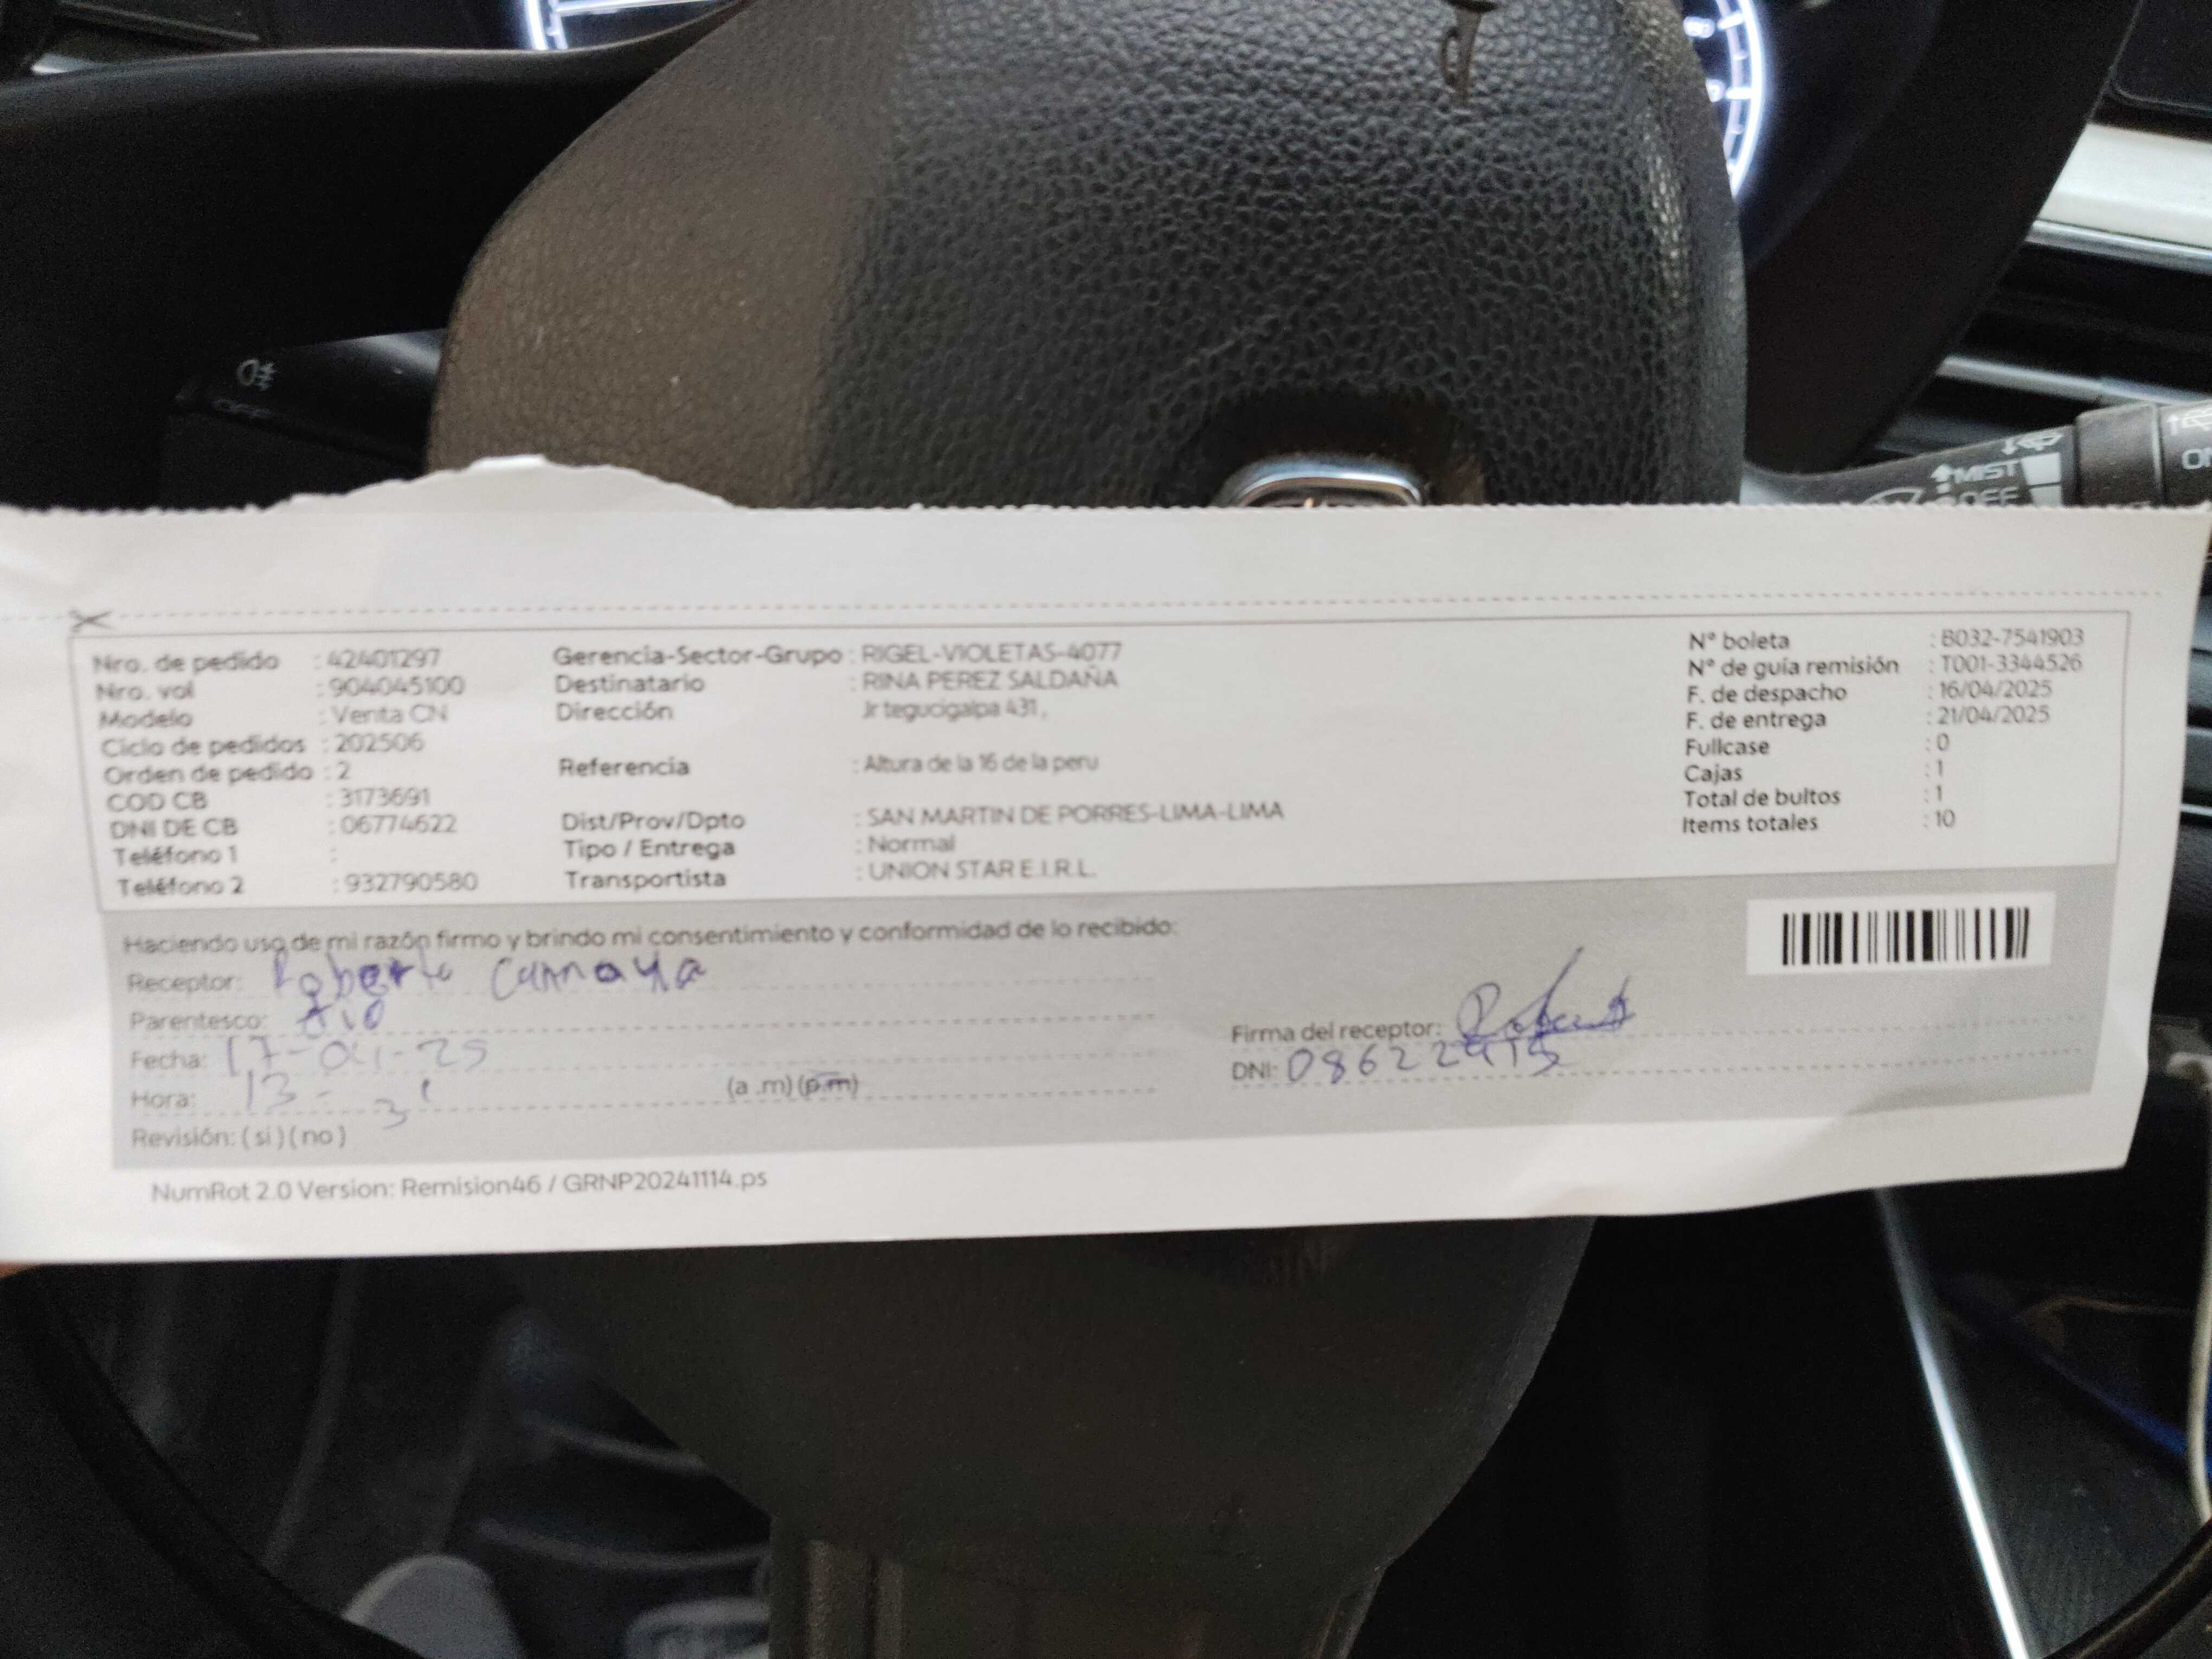 MIST
OFF
ON
OFF
Nro. de pedido : 42401297
Nro. vol : 904045100
Modelo : Venta CN
Ciclo de pedidos : 202506
Orden de pedido : 2
COD CB : 3173691
DNI DE CB : 06774622
Teléfono 1 :
Teléfono 2 : 932790580
Gerencia-Sector-Grupo : RIGEL-VIOLETAS-4077
Destinatario : RINA PEREZ SALDAÑA
Dirección Jr tegucigalpa 431 ,
Referencia : Altura de la 16 de la peru
Dist/Prov/Dpto : SAN MARTIN DE PORRES-LIMA-LIMA
Tipo / Entrega : Normal
Transportista : UNION STAR E.I.R.L.
N° boleta : B032-7541903
N° de guía remisión : T001-3344526
F. de despacho : 16/04/2025
F. de entrega : 21/04/2025
Fullcase : 0
Cajas : 1
Total de bultos : 1
Items totales : 10
Haciendo uso de mi razón firmo y brindo mi consentimiento y conformidad de lo recibido:
Receptor: Roberto
Parentesco: tio
Fecha: 17-04-25
Hora: 13- (a .m) (p.m)
Revisión: ( si ) ( no )
Firma del receptor:
DNI:
NumRot 2.0 Version: Remision46 / GRNP20241114.ps